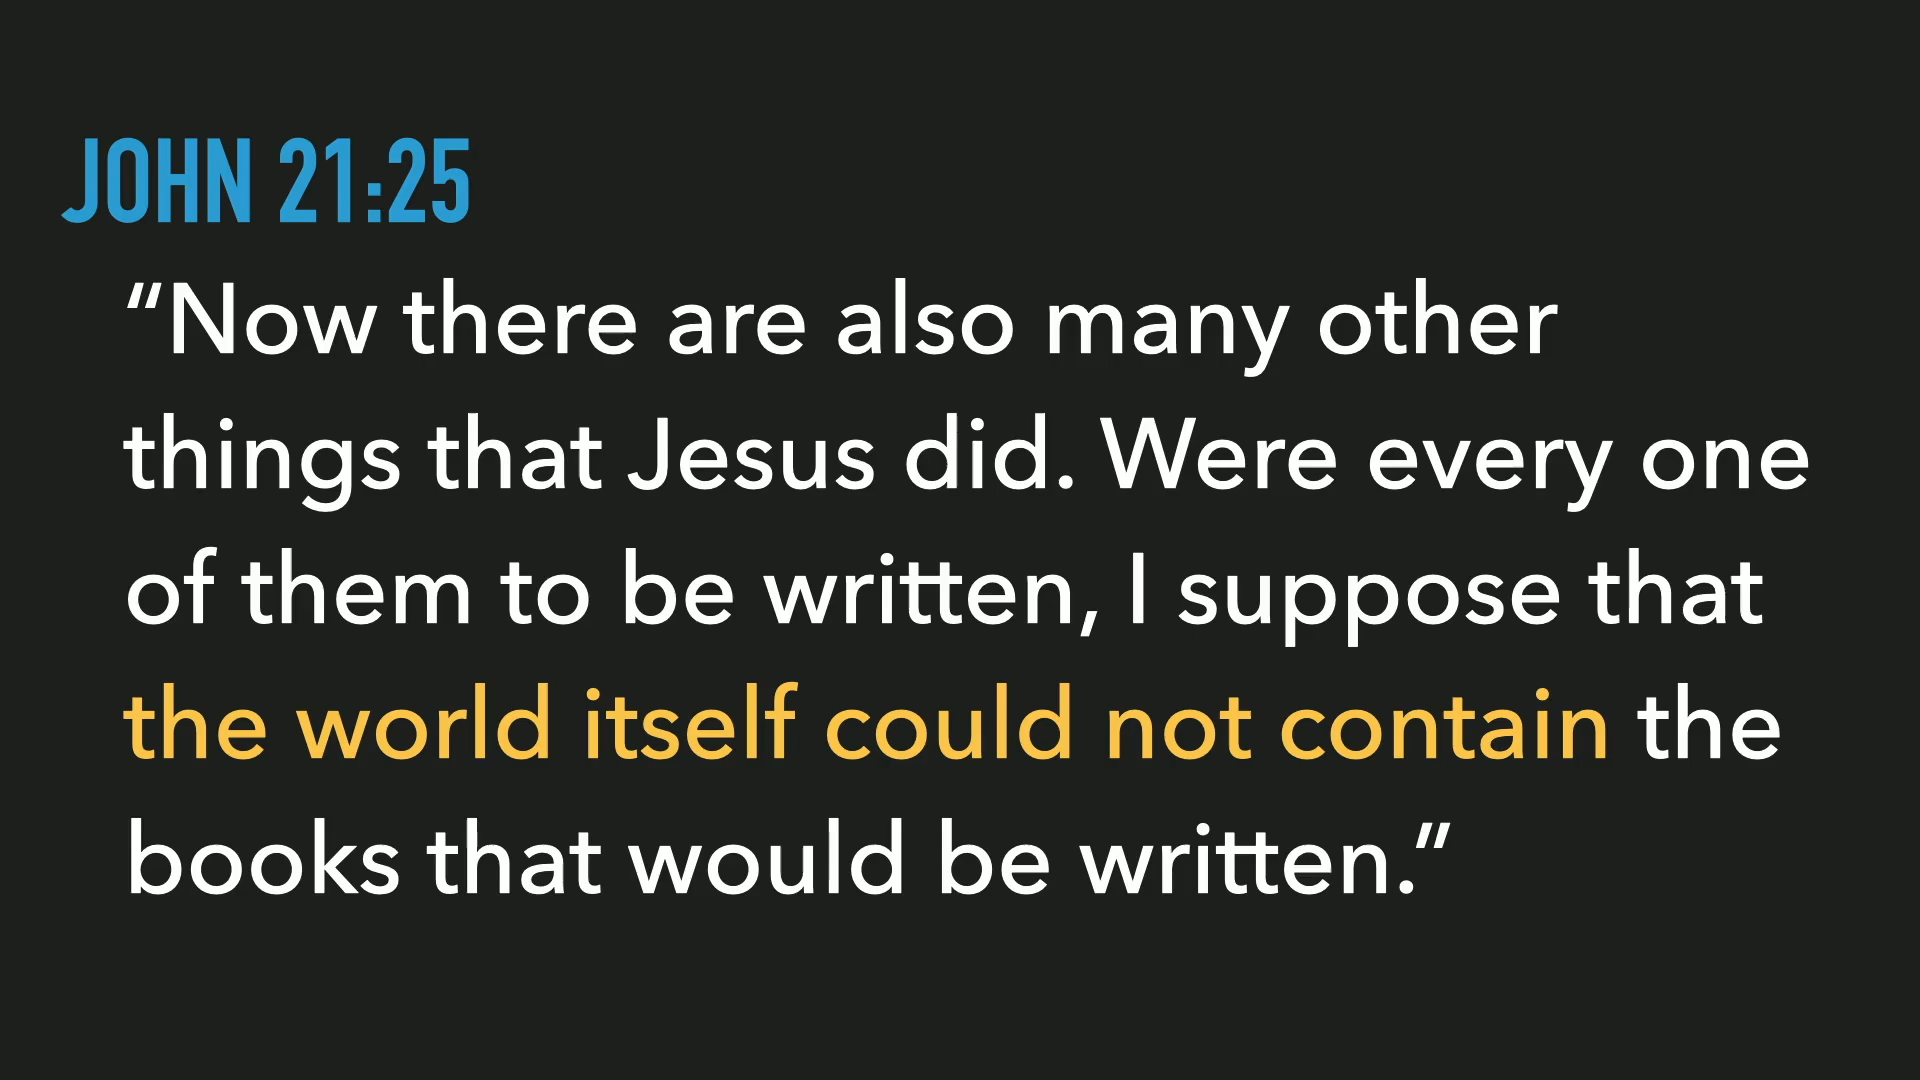 JOHN 21:25
“Now there are also many other
things that Jesus did. Were every one
of them to be written, I suppose that
the world itself could not contain the
books that would be written.”